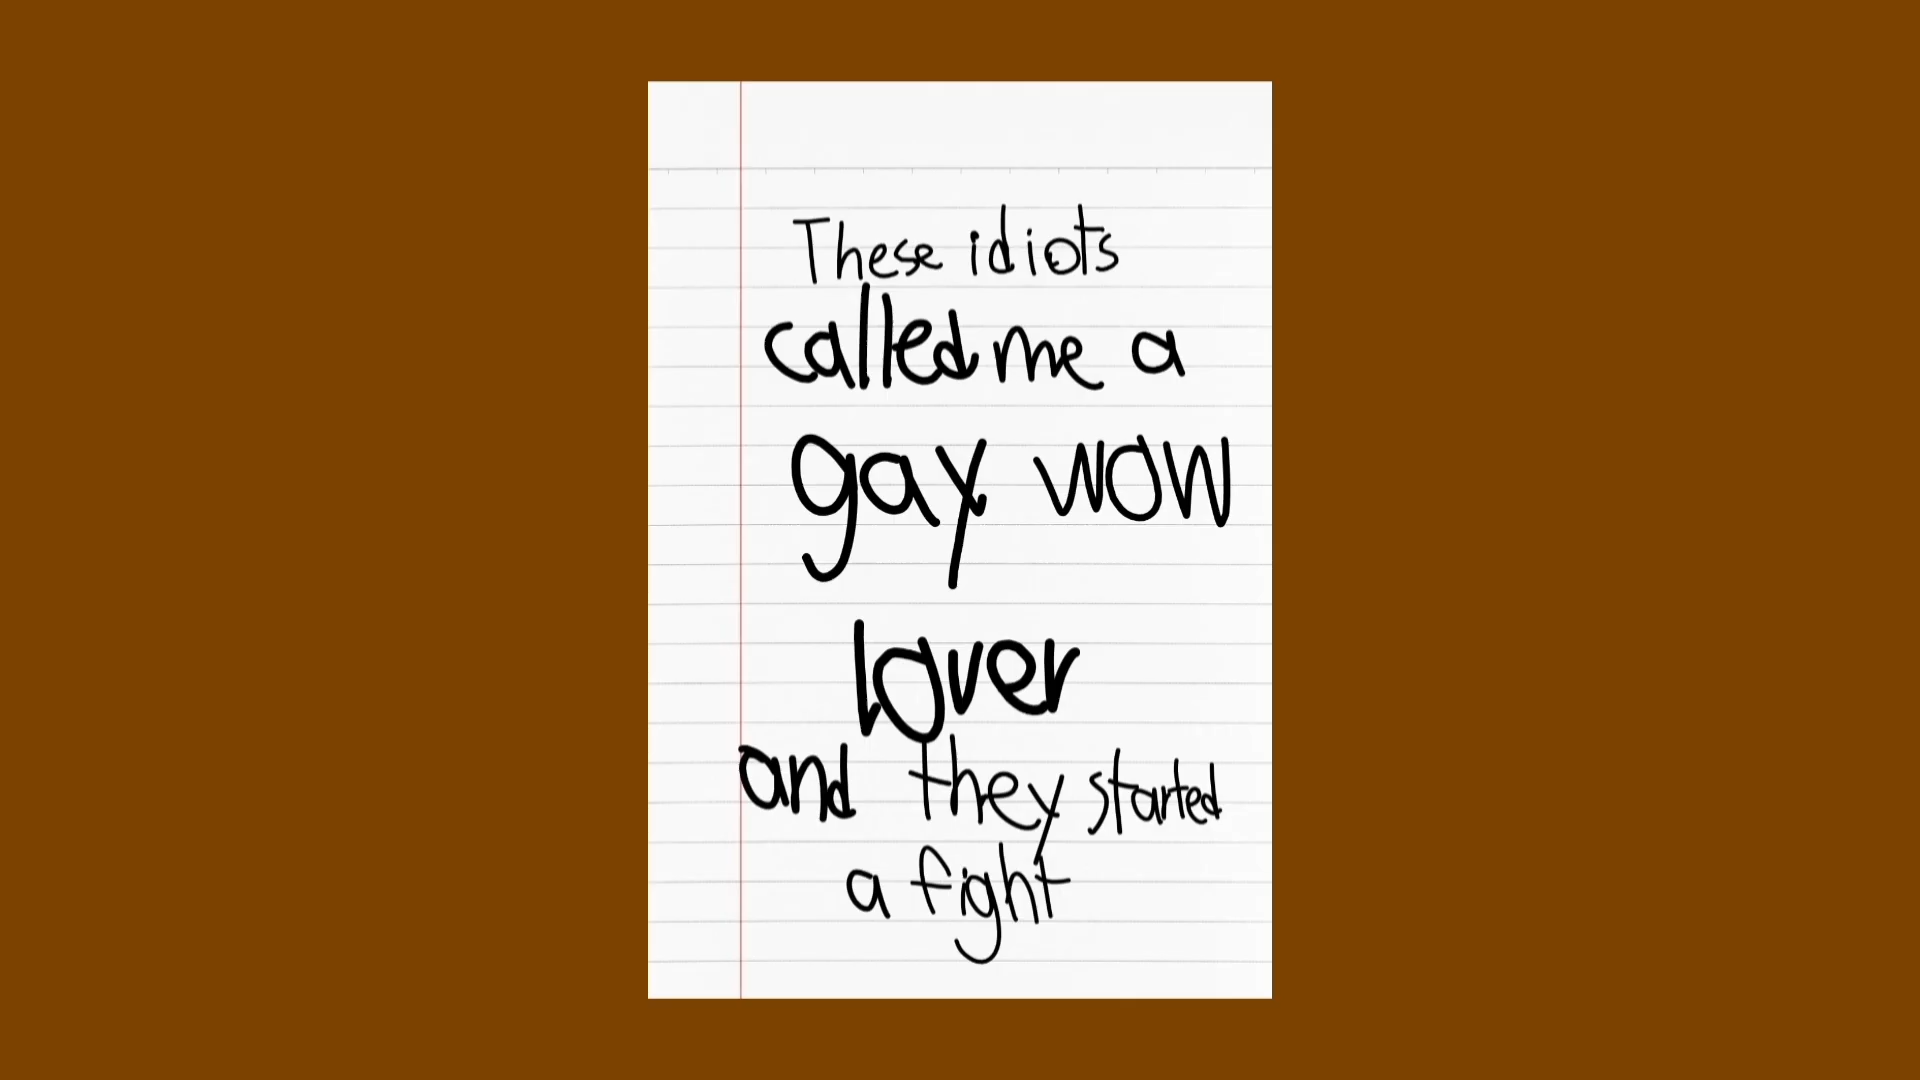 These idiots
called me a
gay wow
lover
and they started
a fight